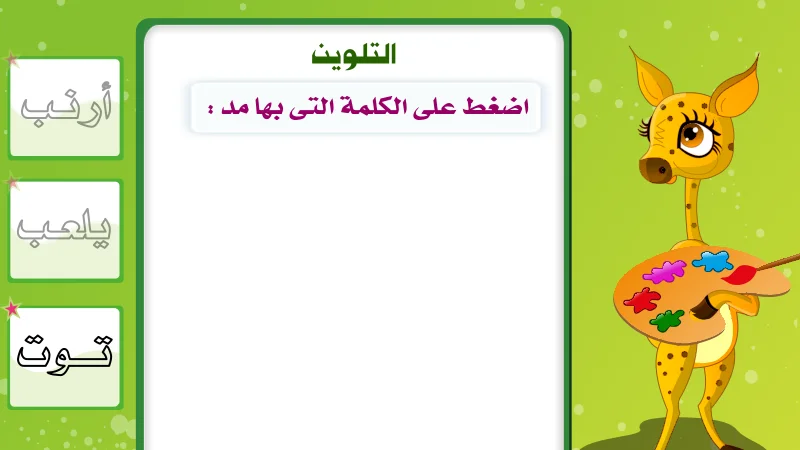 التلوين
اضغط على الكلمة التى بها مد :
أرنب
يلعب
تـوت